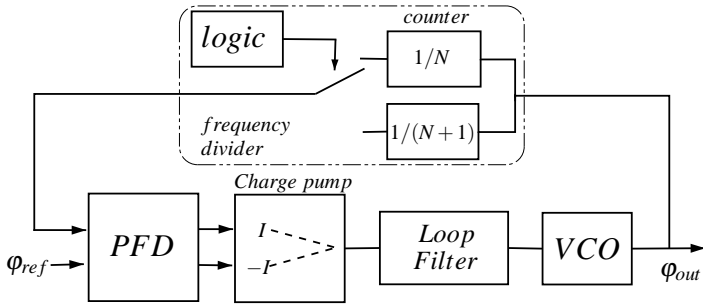 counter
logic
1/N
frequency
divider
1/(N+1)
Charge pump
PFD
I
−I
Loop
Filter
VCO
φref
φout